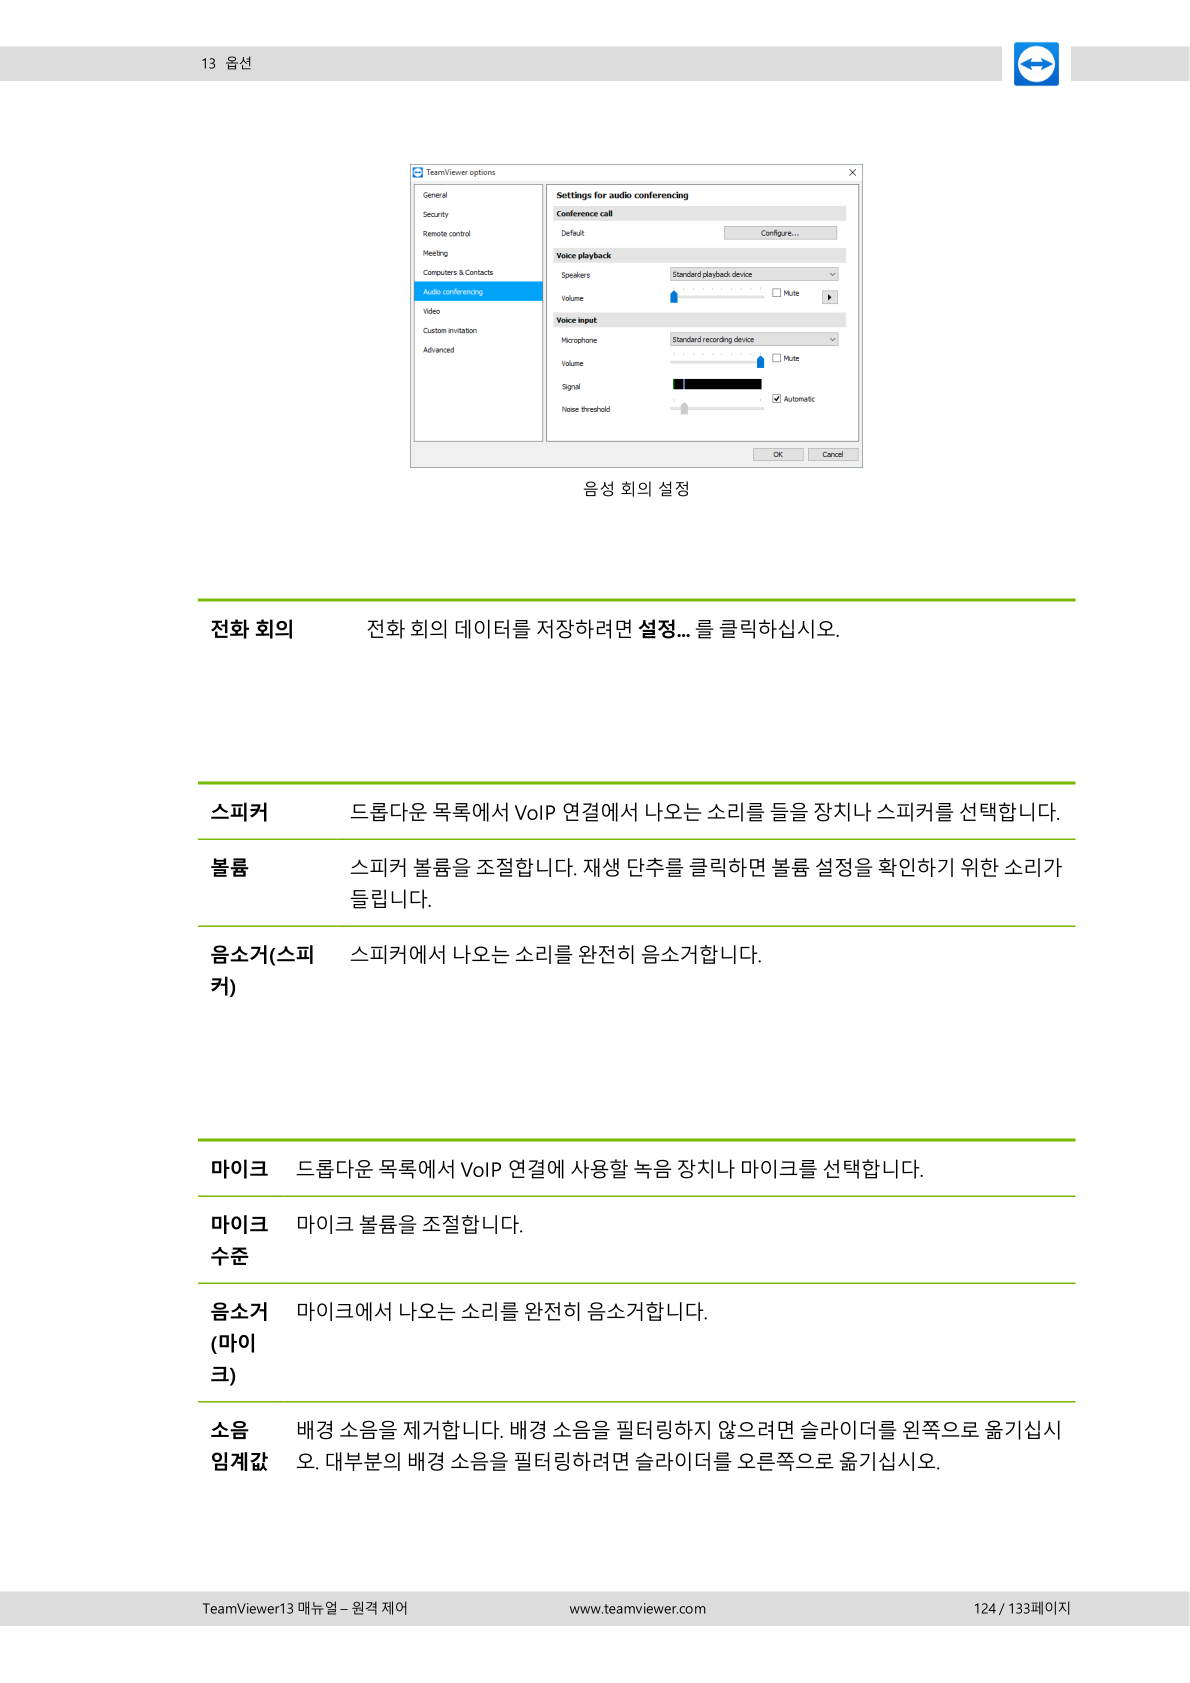 13 옵션
TeamViewer options
General
Security
Remote control
Meeting
Computers & Contacts
Audio conferencing
Video
Custom invitation
Advanced
Settings for audio conferencing
Conference call
Default
Configure...
Voice playback
Speakers
Standard playback device
Volume
Mute
Voice input
Microphone
Standard recording device
Volume
Mute
Signal
Noise threshold
Automatic
OK
Cancel
음성 회의 설정
전화 회의 전화 회의 데이터를 저장하려면 설정... 를 클릭하십시오.
스피커 드롭다운 목록에서 VoIP 연결에서 나오는 소리를 들을 장치나 스피커를 선택합니다.
볼륨 스피커 볼륨을 조절합니다. 재생 단추를 클릭하면 볼륨 설정을 확인하기 위한 소리가
들립니다.
음소거(스피 스피커에서 나오는 소리를 완전히 음소거합니다.
커)
마이크 드롭다운 목록에서 VoIP 연결에 사용할 녹음 장치나 마이크를 선택합니다.
마이크 마이크 볼륨을 조절합니다.
수준
음소거 마이크에서 나오는 소리를 완전히 음소거합니다.
(마이
크)
소음 배경 소음을 제거합니다. 배경 소음을 필터링하지 않으려면 슬라이더를 왼쪽으로 옮기십시
임계값 오. 대부분의 배경 소음을 필터링하려면 슬라이더를 오른쪽으로 옮기십시오.
TeamViewer13 매뉴얼 – 원격 제어 www.teamviewer.com 124 / 133페이지